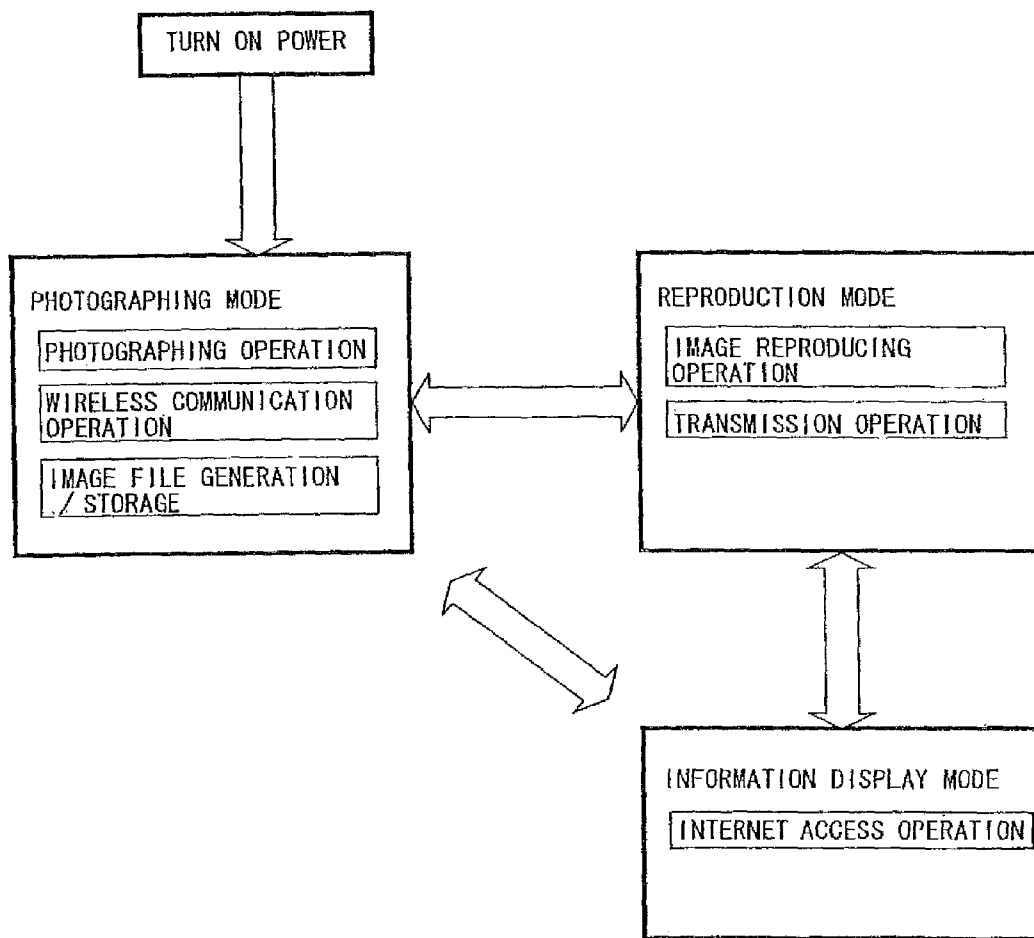 TURN ON POWER
PHOTOGRAPHING MODE
PHOTOGRAPHING OPERATION
WIRELESS COMMUNICATION
OPERATION
IMAGE FILE GENERATION
/ STORAGE
REPRODUCTION MODE
IMAGE REPRODUCING
OPERATION
TRANSMISSION OPERATION
INFORMATION DISPLAY MODE
INTERNET ACCESS OPERATION